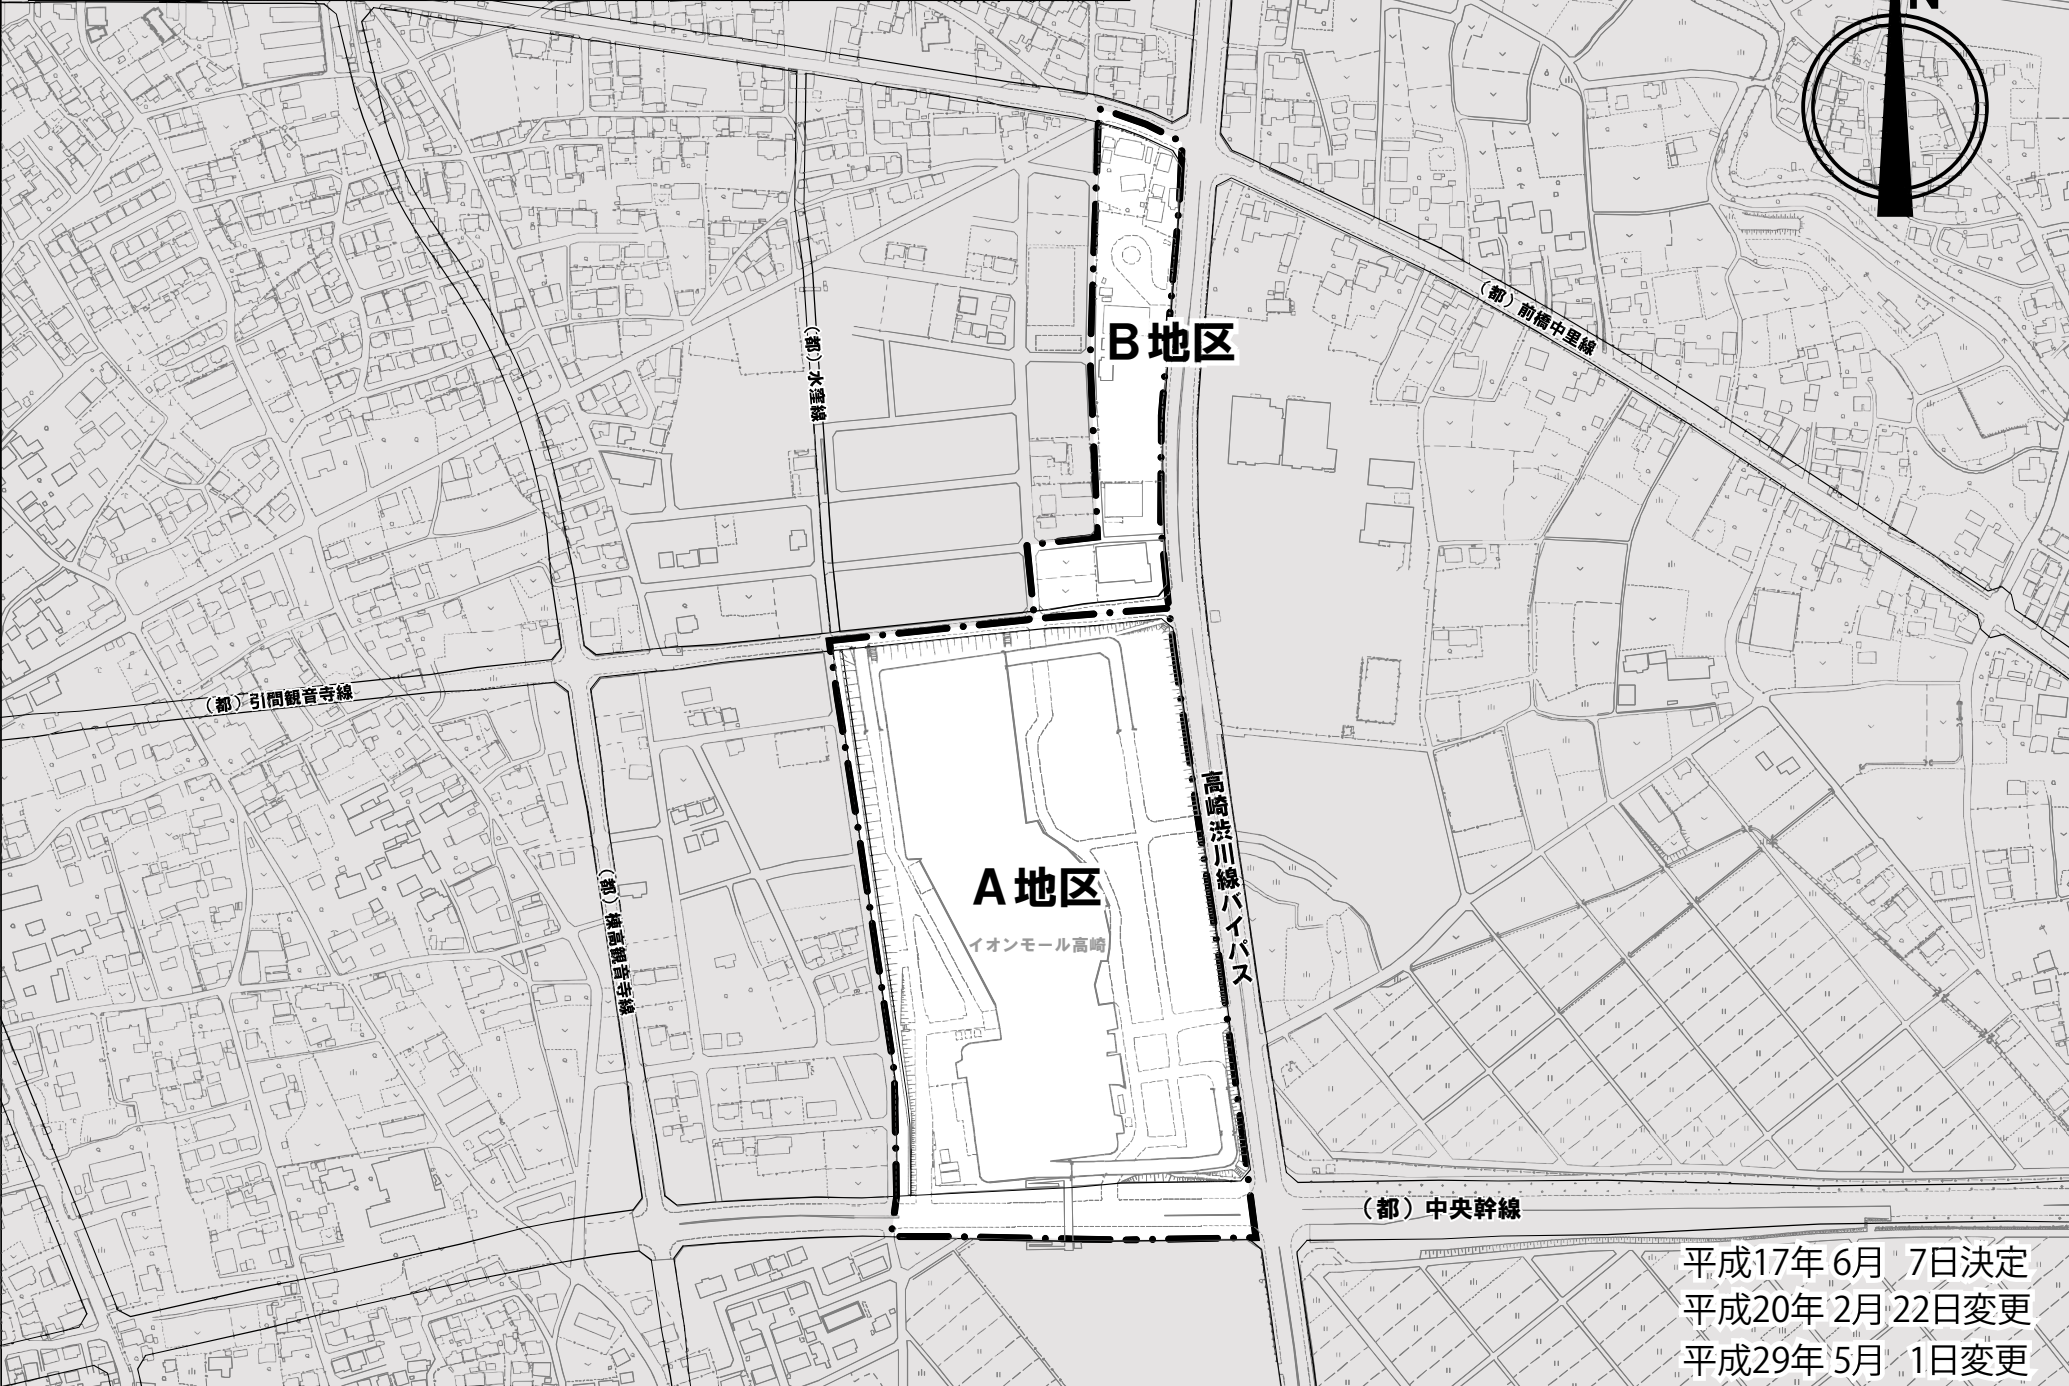 N
（都）前橋中里線
B地区
（都）水窪線
（都）引間観音寺線
高崎渋川線バイパス
A地区
イオンモール高崎
（都）棟高観音寺線
（都）中央幹線
平成17年 6月 7日決定
平成20年 2月 22日変更
平成29年 5月 1日変更